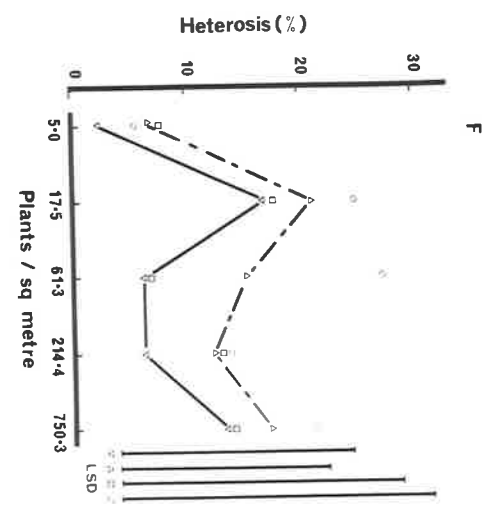 F
Heterosis (%)
0 10 20 30
5·0 17·5 61·3 214·4 750·3
Plants / sq metre
LSD